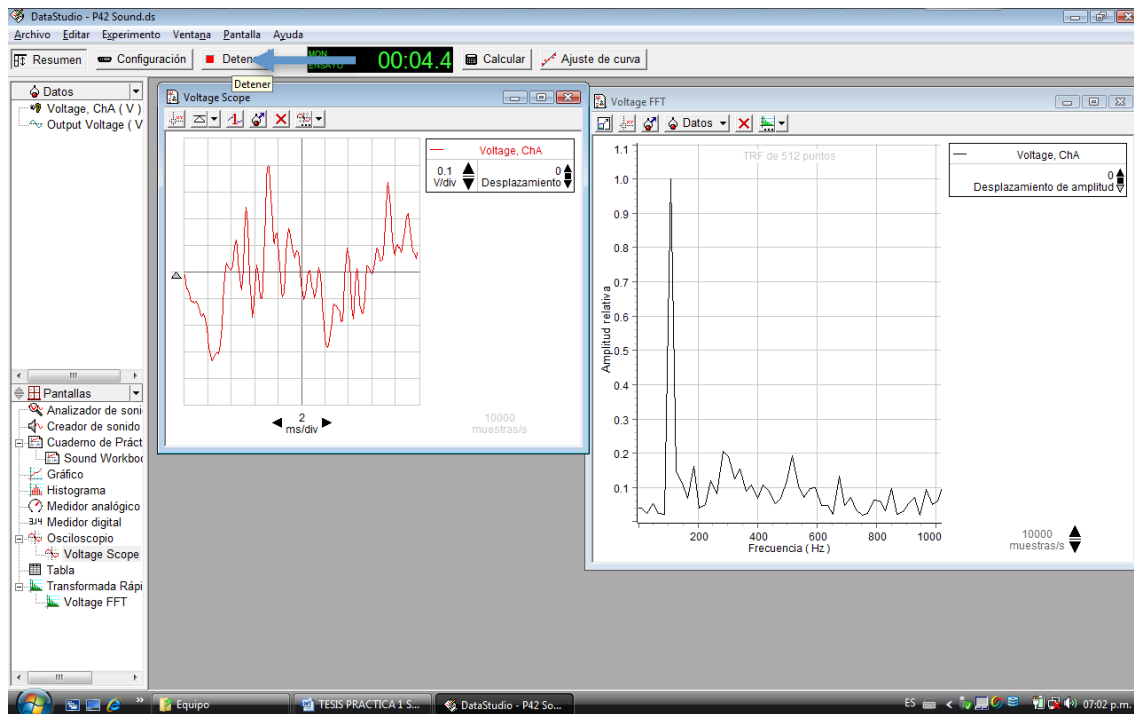 DataStudio - P42 Sound.ds
Archivo Editar Experimento Ventana Pantalla Ayuda
Resumen Configuración Deten 00:04.4 Calcular Ajuste de curva
MON
ENSAYO
Detener
Datos
Voltage, ChA ( V )
Output Voltage ( V
Voltage Scope
Voltage, ChA
0.1
V/div
0
Desplazamiento
2
ms/div
10000
muestras/s
Voltage FFT
Datos
TRF de 512 puntos
Voltage, ChA
0
Desplazamiento de amplitud
Amplitud relativa
1.1
1.0
0.9
0.8
0.7
0.6
0.5
0.4
0.3
0.2
0.1
200 400 600 800 1000
Frecuencia ( Hz )
10000
muestras/s
Pantallas
Analizador de soni
Creador de sonido
Cuaderno de Práct
Sound Workboo
Gráfico
Histograma
Medidor analógico
3.14 Medidor digital
Osciloscopio
Voltage Scope
Tabla
Transformada Rápi
Voltage FFT
Equipo
TESIS PRACTICA 1 S...
DataStudio - P42 So...
ES
07:02 p.m.